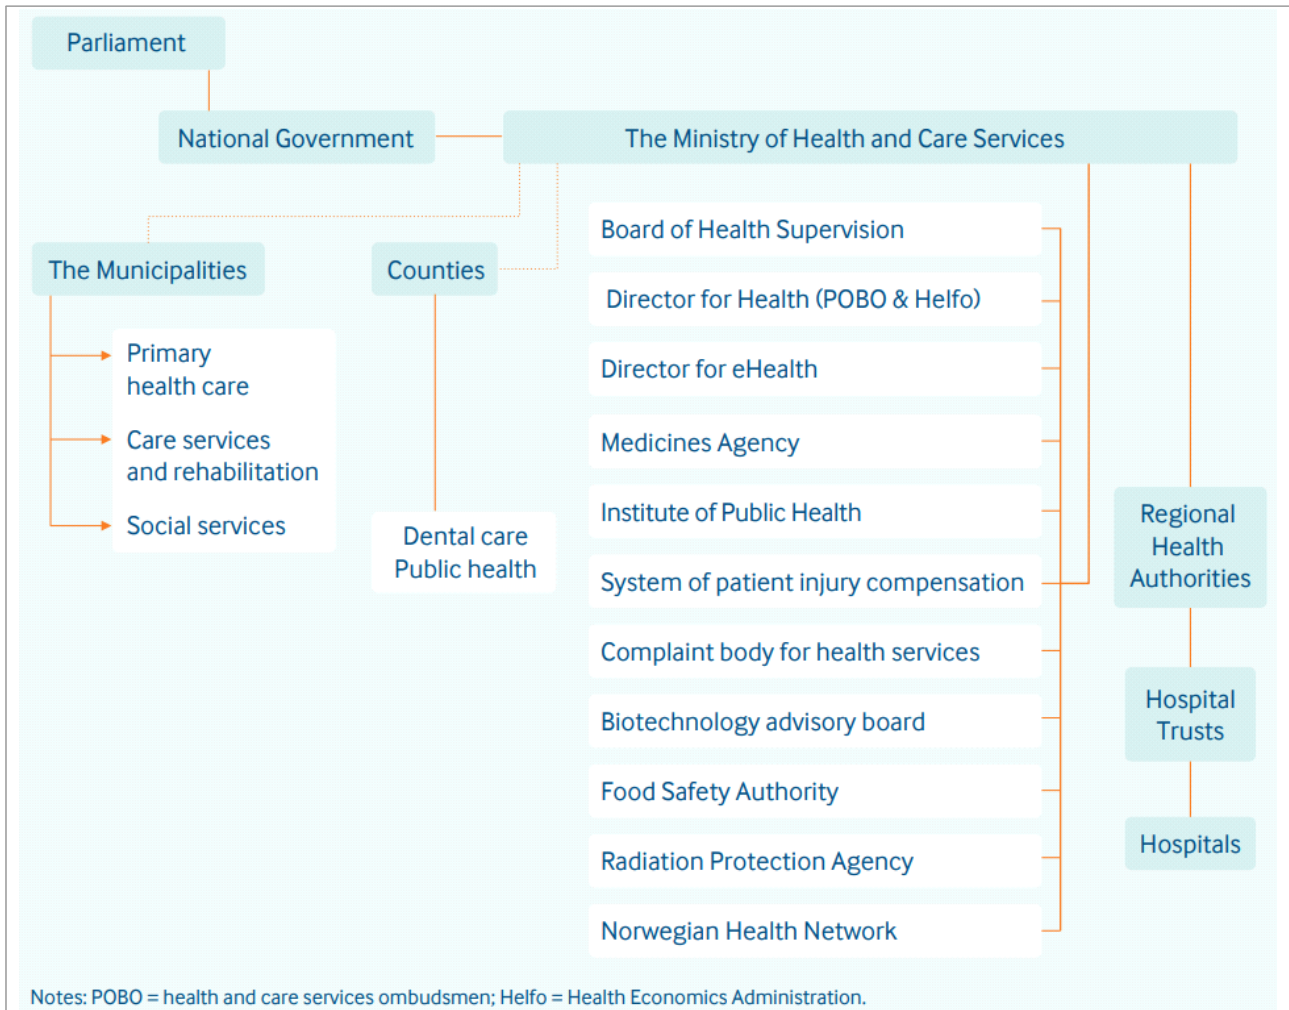 Parliament
National Government
The Ministry of Health and Care Services
The Municipalities
Primary
health care
Care services
and rehabilitation
Social services
Counties
Dental care
Public health
Board of Health Supervision
Director for Health (POBO & Helfo)
Director for eHealth
Medicines Agency
Institute of Public Health
System of patient injury compensation
Complaint body for health services
Biotechnology advisory board
Food Safety Authority
Radiation Protection Agency
Norwegian Health Network
Regional
Health
Authorities
Hospital
Trusts
Hospitals
Notes: POBO = health and care services ombudsmen; Helfo = Health Economics Administration.